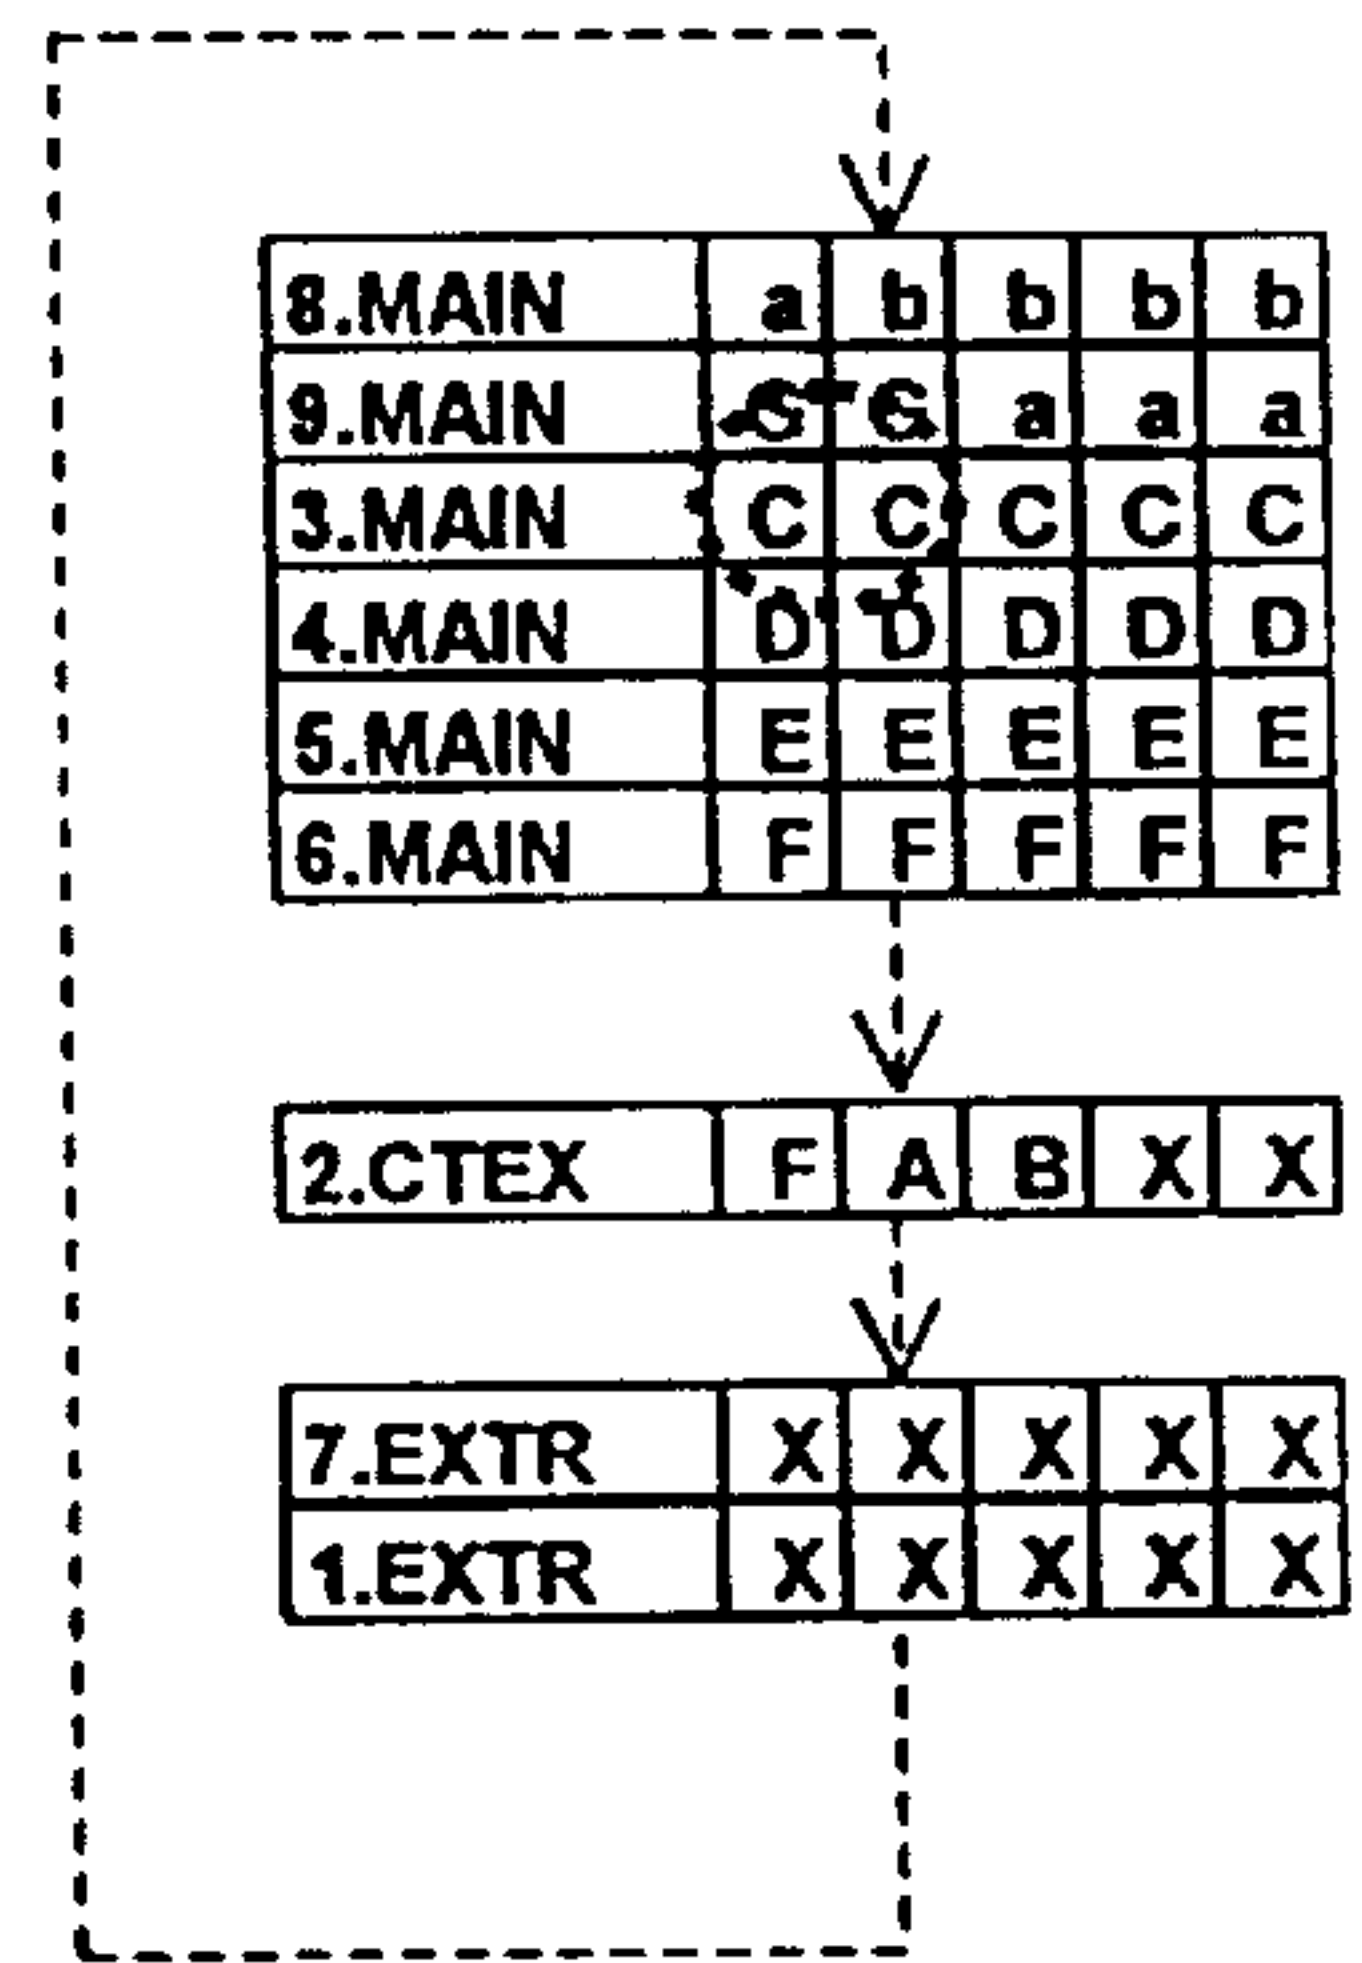 8.MAIN a b b b b
9.MAIN G G a a a
3.MAIN C C C C C
4.MAIN D D D D D
5.MAIN E E E E E
6.MAIN F F F F F
2.CTEX F A B X X
7.EXTR X X X X X
1.EXTR X X X X X